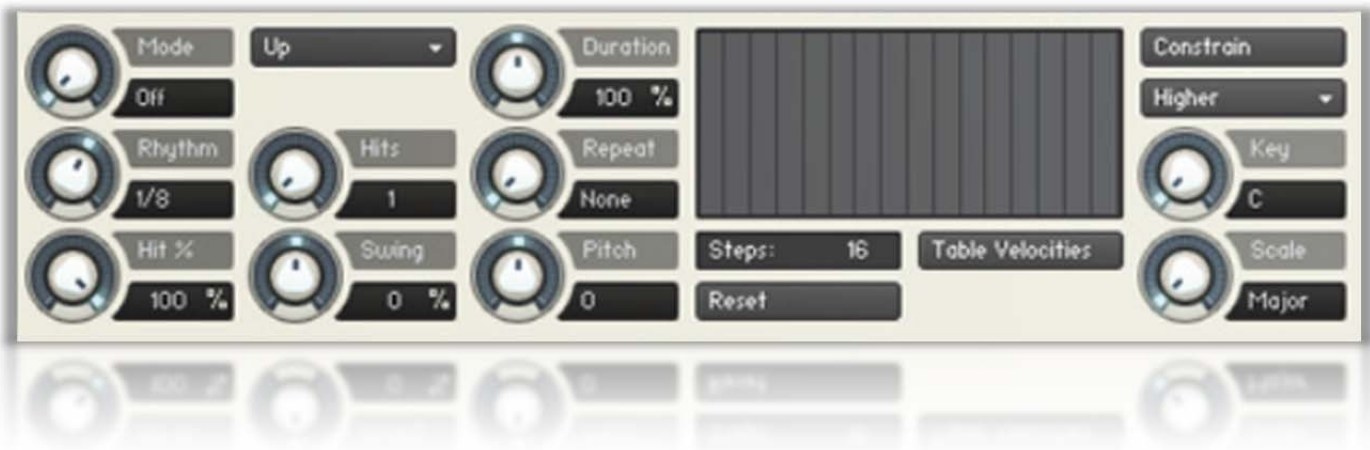 Mode
Off
Up
Duration
100 %
Constrain
Higher
Rhythm
1/8
Hits
1
Repeat
None
Key
C
Hit %
100 %
Swing
0 %
Pitch
0
Steps: 16
Table Velocities
Reset
Scale
Major